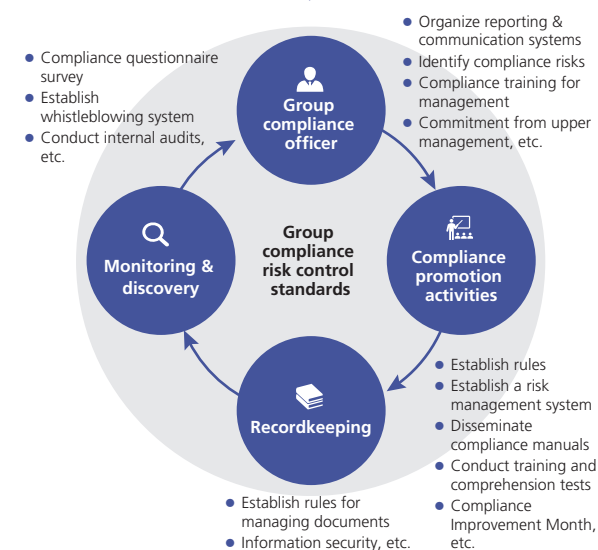 ● Organize reporting &
communication systems
● Identify compliance risks
● Compliance training for
management
● Commitment from upper
management, etc.
● Compliance questionnaire
survey
● Establish
whistleblowing system
● Conduct internal audits,
etc.
Group
compliance
officer
Monitoring &
discovery
Group
compliance
risk control
standards
Compliance
promotion
activities
Recordkeeping
● Establish rules
● Establish a risk
management system
● Disseminate
compliance manuals
● Conduct training and
comprehension tests
● Compliance
Improvement Month,
etc.
● Establish rules for
managing documents
● Information security, etc.